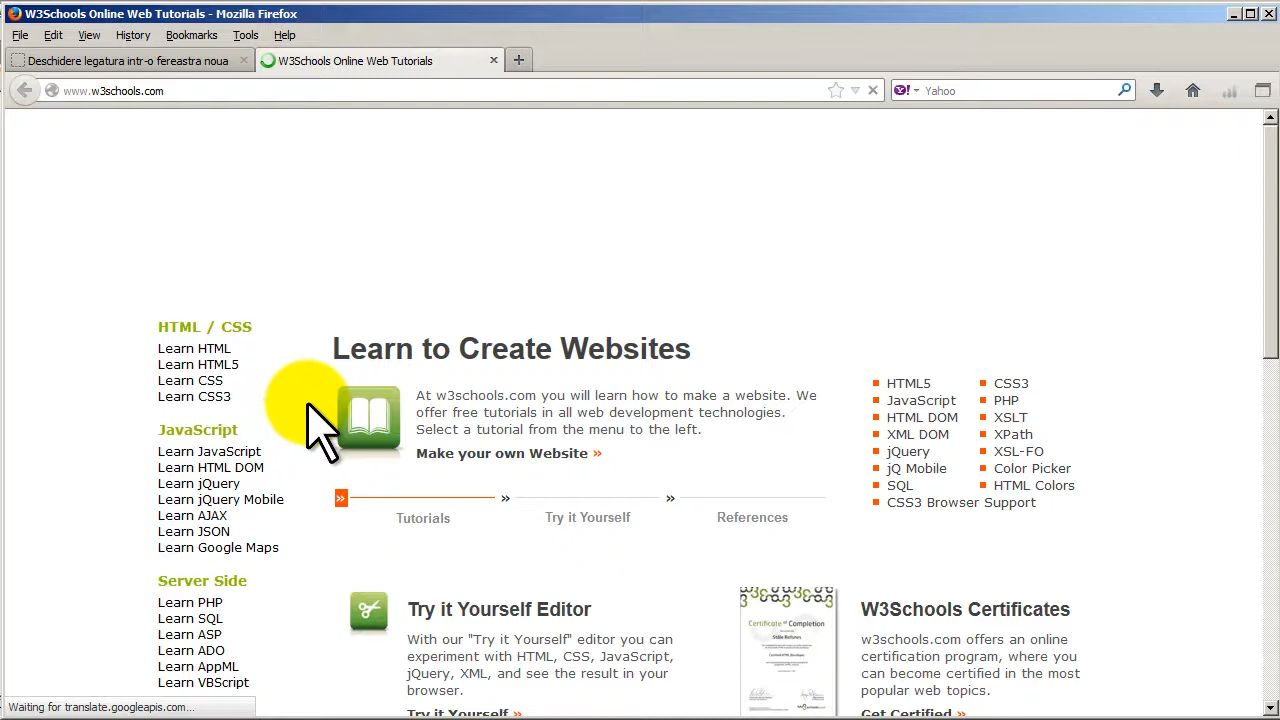 W3Schools Online Web Tutorials - Mozilla Firefox
File Edit View History Bookmarks Tools Help
Deschidere legatura intr-o fereastra noua
W3Schools Online Web Tutorials
www.w3schools.com
Yahoo
HTML / CSS
Learn HTML
Learn HTML5
Learn CSS
Learn CSS3
JavaScript
Learn JavaScript
Learn HTML DOM
Learn jQuery
Learn jQuery Mobile
Learn AJAX
Learn JSON
Learn Google Maps
Server Side
Learn PHP
Learn SQL
Learn ASP
Learn ADO
Learn AppML
Learn VBScript
Learn to Create Websites
At w3schools.com you will learn how to make a website. We
offer free tutorials in all web development technologies.
Select a tutorial from the menu to the left.
Make your own Website »
» » »
Tutorials Try it Yourself References
HTML5
JavaScript
HTML DOM
XML DOM
jQuery
jQ Mobile
SQL
CSS3 Browser Support
CSS3
PHP
XSLT
XPath
XSL-FO
Color Picker
HTML Colors
Try it Yourself Editor
With our "Try it Yourself" editor you can
experiment with HTML, CSS, JavaScript,
jQuery, XML, and see the result in your
browser.
Try it Yourself »
Certificate of Completion
W3Schools Certificates
w3schools.com offers an online
certification program, where you
can become certified in the most
popular web topics.
Get Certified »
Waiting